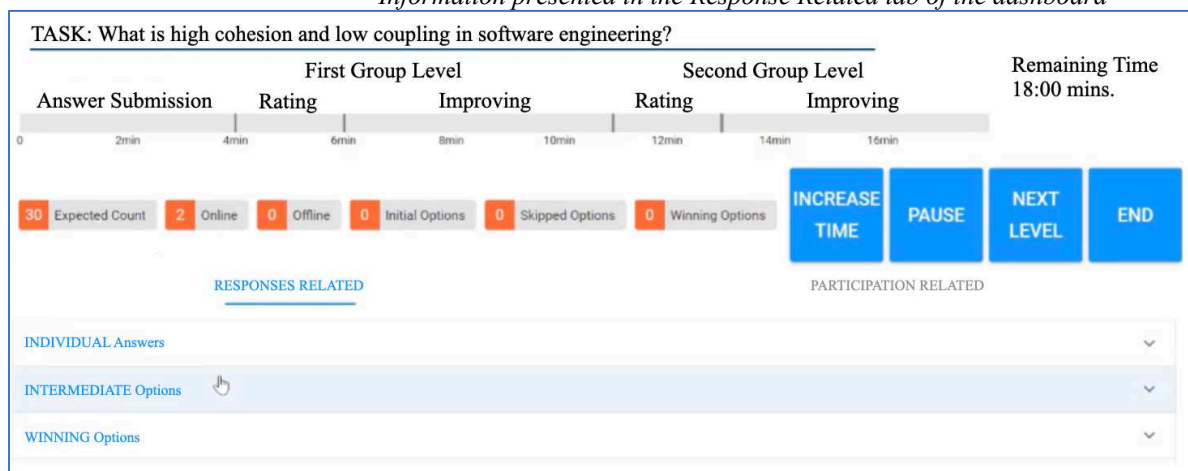 Information presented in the Response Related tab of the dashboard
TASK: What is high cohesion and low coupling in software engineering?
First Group Level Second Group Level Remaining Time
Answer Submission Rating Improving Rating Improving 18:00 mins.
0 2min 4min 6min 8min 10min 12min 14min 16min
30 Expected Count 2 Online 0 Offline 0 Initial Options 0 Skipped Options 0 Winning Options
INCREASE TIME
PAUSE
NEXT LEVEL
END
RESPONSES RELATED PARTICIPATION RELATED
INDIVIDUAL Answers
INTERMEDIATE Options
WINNING Options